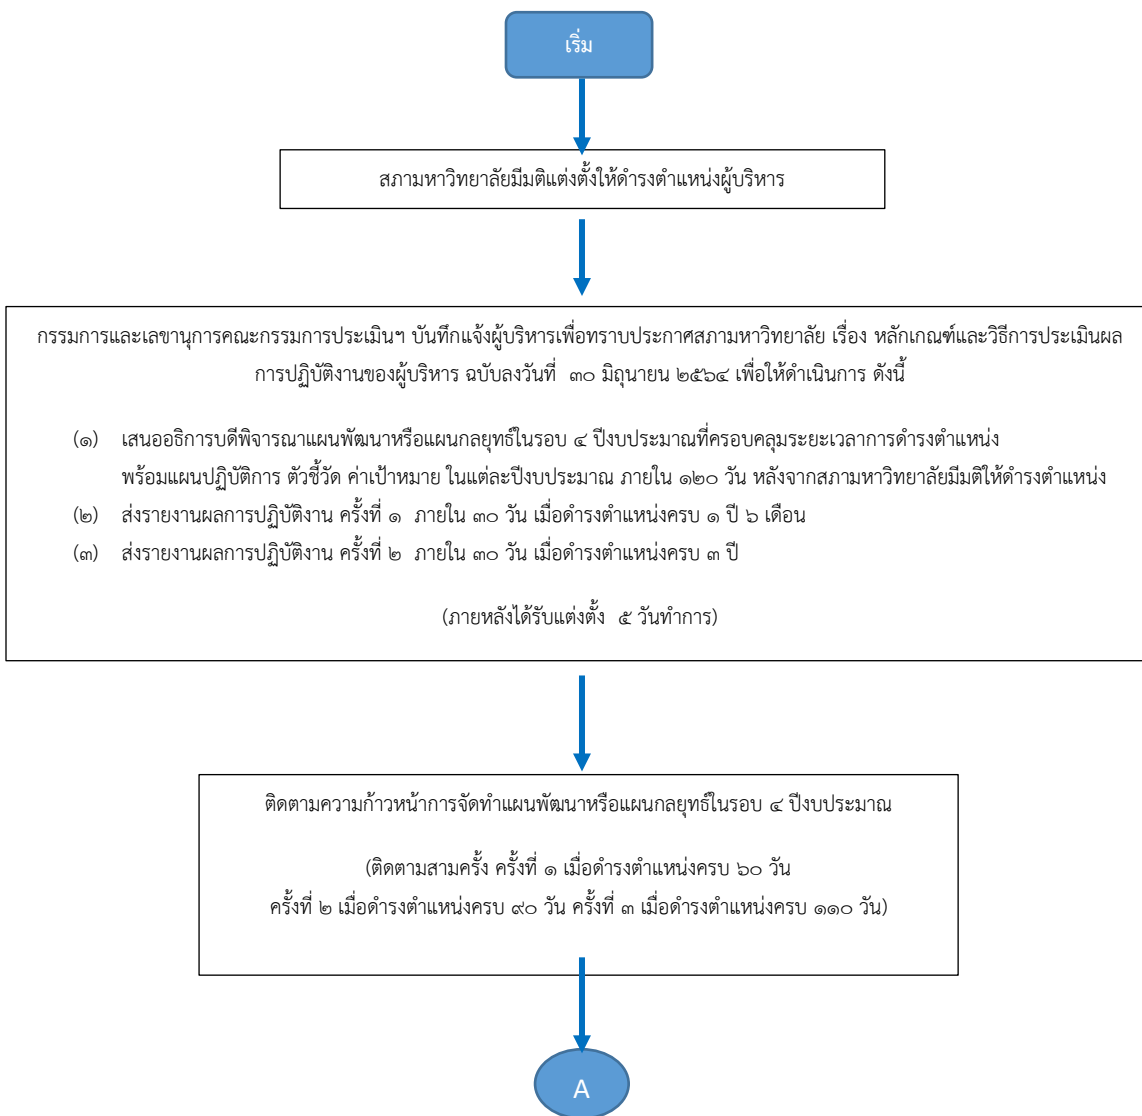 เริ่ม
สภามหาวิทยาลัยมีมติแต่งตั้งให้ดำรงตำแหน่งผู้บริหาร
กรรมการและเลขานุการคณะกรรมการประเมินฯ บันทึกแจ้งผู้บริหารเพื่อทราบประกาศสภามหาวิทยาลัย เรื่อง หลักเกณฑ์และวิธีการประเมินผล
การปฏิบัติงานของผู้บริหาร ฉบับลงวันที่ ๓๐ มิถุนายน ๒๕๖๔ เพื่อให้ดำเนินการ ดังนี้
(๑) เสนออธิการบดีพิจารณาแผนพัฒนาหรือแผนกลยุทธ์ในรอบ ๔ ปีงบประมาณที่ครอบคลุมระยะเวลาการดำรงตำแหน่ง
พร้อมแผนปฏิบัติการ ตัวชี้วัด ค่าเป้าหมาย ในแต่ละปีงบประมาณ ภายใน ๑๒๐ วัน หลังจากสภามหาวิทยาลัยมีมติให้ดำรงตำแหน่ง
(๒) ส่งรายงานผลการปฏิบัติงาน ครั้งที่ ๑ ภายใน ๓๐ วัน เมื่อดำรงตำแหน่งครบ ๑ ปี ๖ เดือน
(๓) ส่งรายงานผลการปฏิบัติงาน ครั้งที่ ๒ ภายใน ๓๐ วัน เมื่อดำรงตำแหน่งครบ ๓ ปี
(ภายหลังได้รับแต่งตั้ง ๕ วันทำการ)
ติดตามความก้าวหน้าการจัดทำแผนพัฒนาหรือแผนกลยุทธ์ในรอบ ๔ ปีงบประมาณ
(ติดตามสามครั้ง ครั้งที่ ๑ เมื่อดำรงตำแหน่งครบ ๖๐ วัน
ครั้งที่ ๒ เมื่อดำรงตำแหน่งครบ ๙๐ วัน ครั้งที่ ๓ เมื่อดำรงตำแหน่งครบ ๑๑๐ วัน)
A